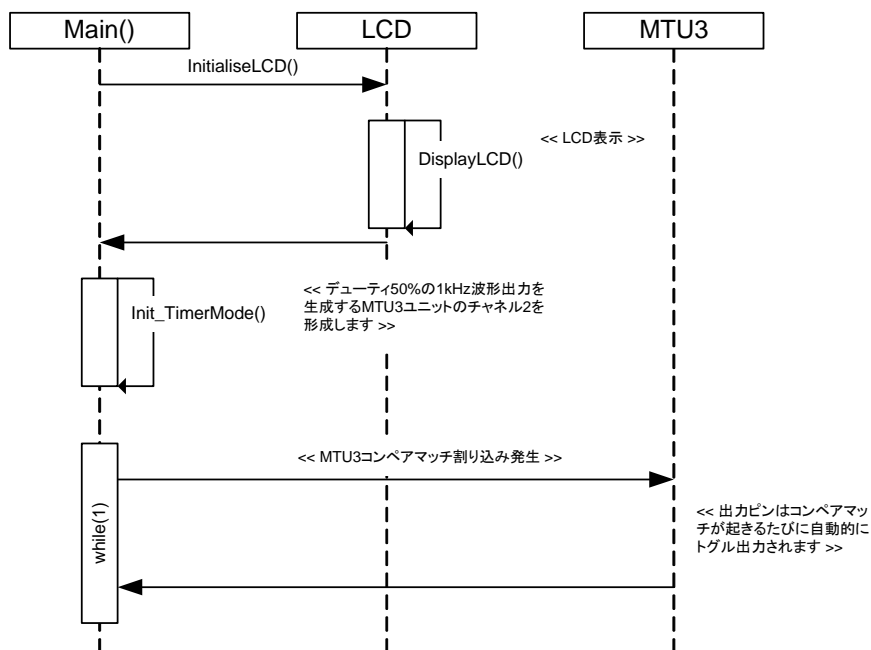 Main()
LCD
MTU3
InitialiseLCD()
<< LCD表示 >>
DisplayLCD()
<< デューティ50%の1kHz波形出力を
生成するMTU3ユニットのチャネル2を
形成します >>
Init_TimerMode()
<< MTU3コンペアマッチ割り込み発生 >>
while(1)
<< 出力ピンはコンペアマッ
チが起きるたびに自動的に
トグル出力されます >>